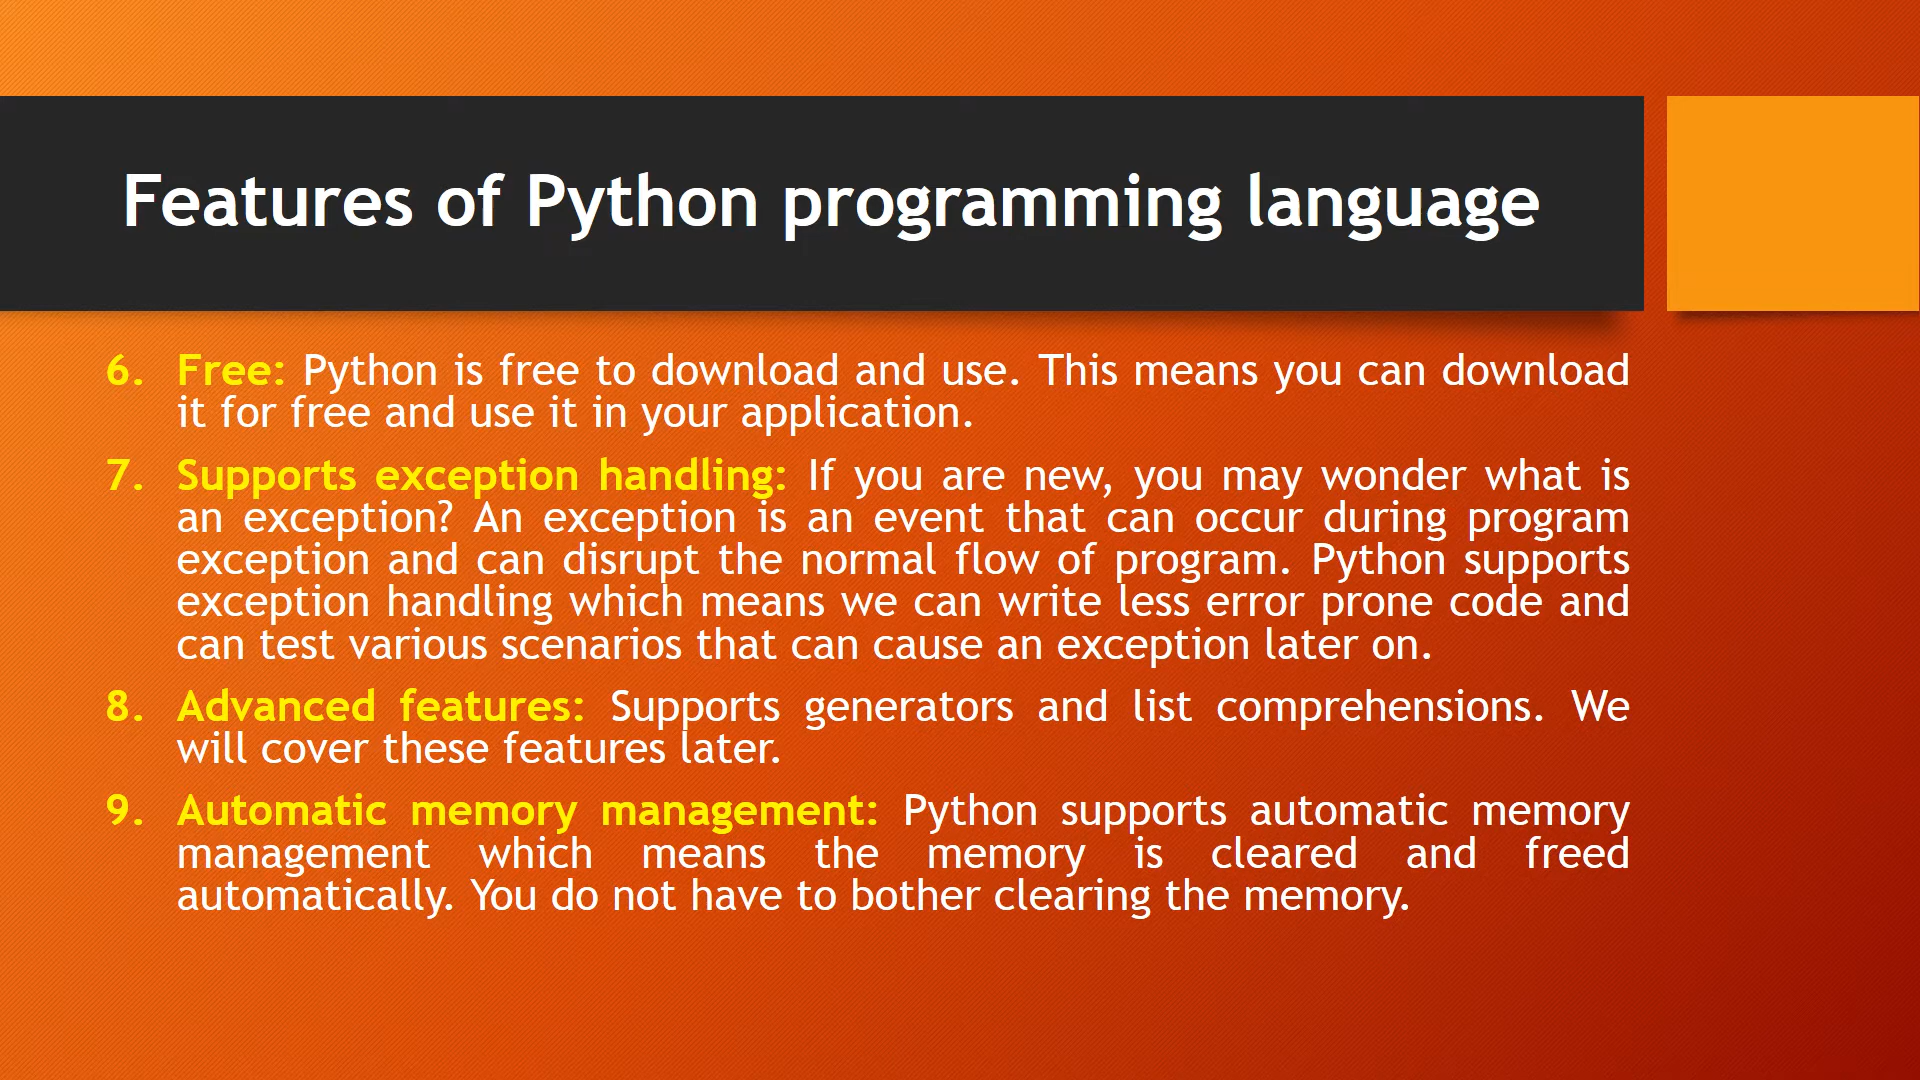 Features of Python programming language
6. Free: Python is free to download and use. This means you can download
it for free and use it in your application.
7. Supports exception handling: If you are new, you may wonder what is
an exception? An exception is an event that can occur during program
exception and can disrupt the normal flow of program. Python supports
exception handling which means we can write less error prone code and
can test various scenarios that can cause an exception later on.
8. Advanced features: Supports generators and list comprehensions. We
will cover these features later.
9. Automatic memory management: Python supports automatic memory
management which means the memory is cleared and freed
automatically. You do not have to bother clearing the memory.